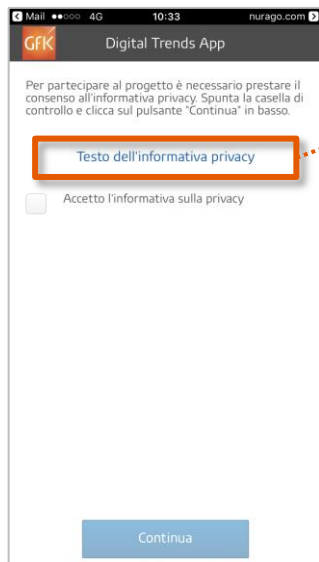 Mail 4G 10:33 nurago.com
GfK Digital Trends App
Per partecipare al progetto è necessario prestare il
consenso all'informativa privacy. Spunta la casella di
controllo e clicca sul pulsante "Continua" in basso.
Testo dell'informativa privacy
Accetto l'informativa sulla privacy
Continua